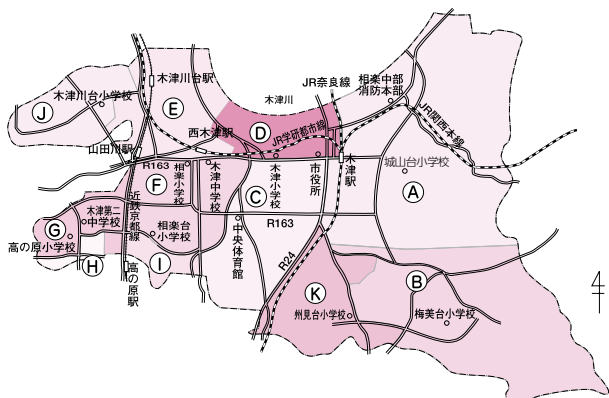 木津川台駅
JR奈良線
相楽中部
消防本部
木津川
木津川台小学校
J
E
西木津駅
D
JR学研都市線
JR関西本線
山田川駅
R163
相楽小学校
木津中学校
木津小学校
市役所
木津駅
城山台小学校
F
C
A
近鉄京都線
木津第二
中学校
G
相楽台
小学校
高の原小学校
R163
中央体育館
H
高の原駅
I
R24
K
B
州見台小学校
梅美台小学校
4